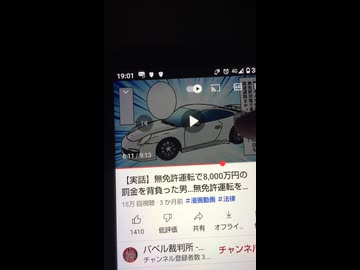 19:01
4G
6:11 / 9:13
【実話】無免許運転で8,000万円の
罰金を背負った男…無免許運転を…
15万 回視聴・3 か月前 #漫画動画 #法律
1410
低評価
共有
オフライ…
バベル裁判所 -…
チャンネル登録者数 3
チャンネ